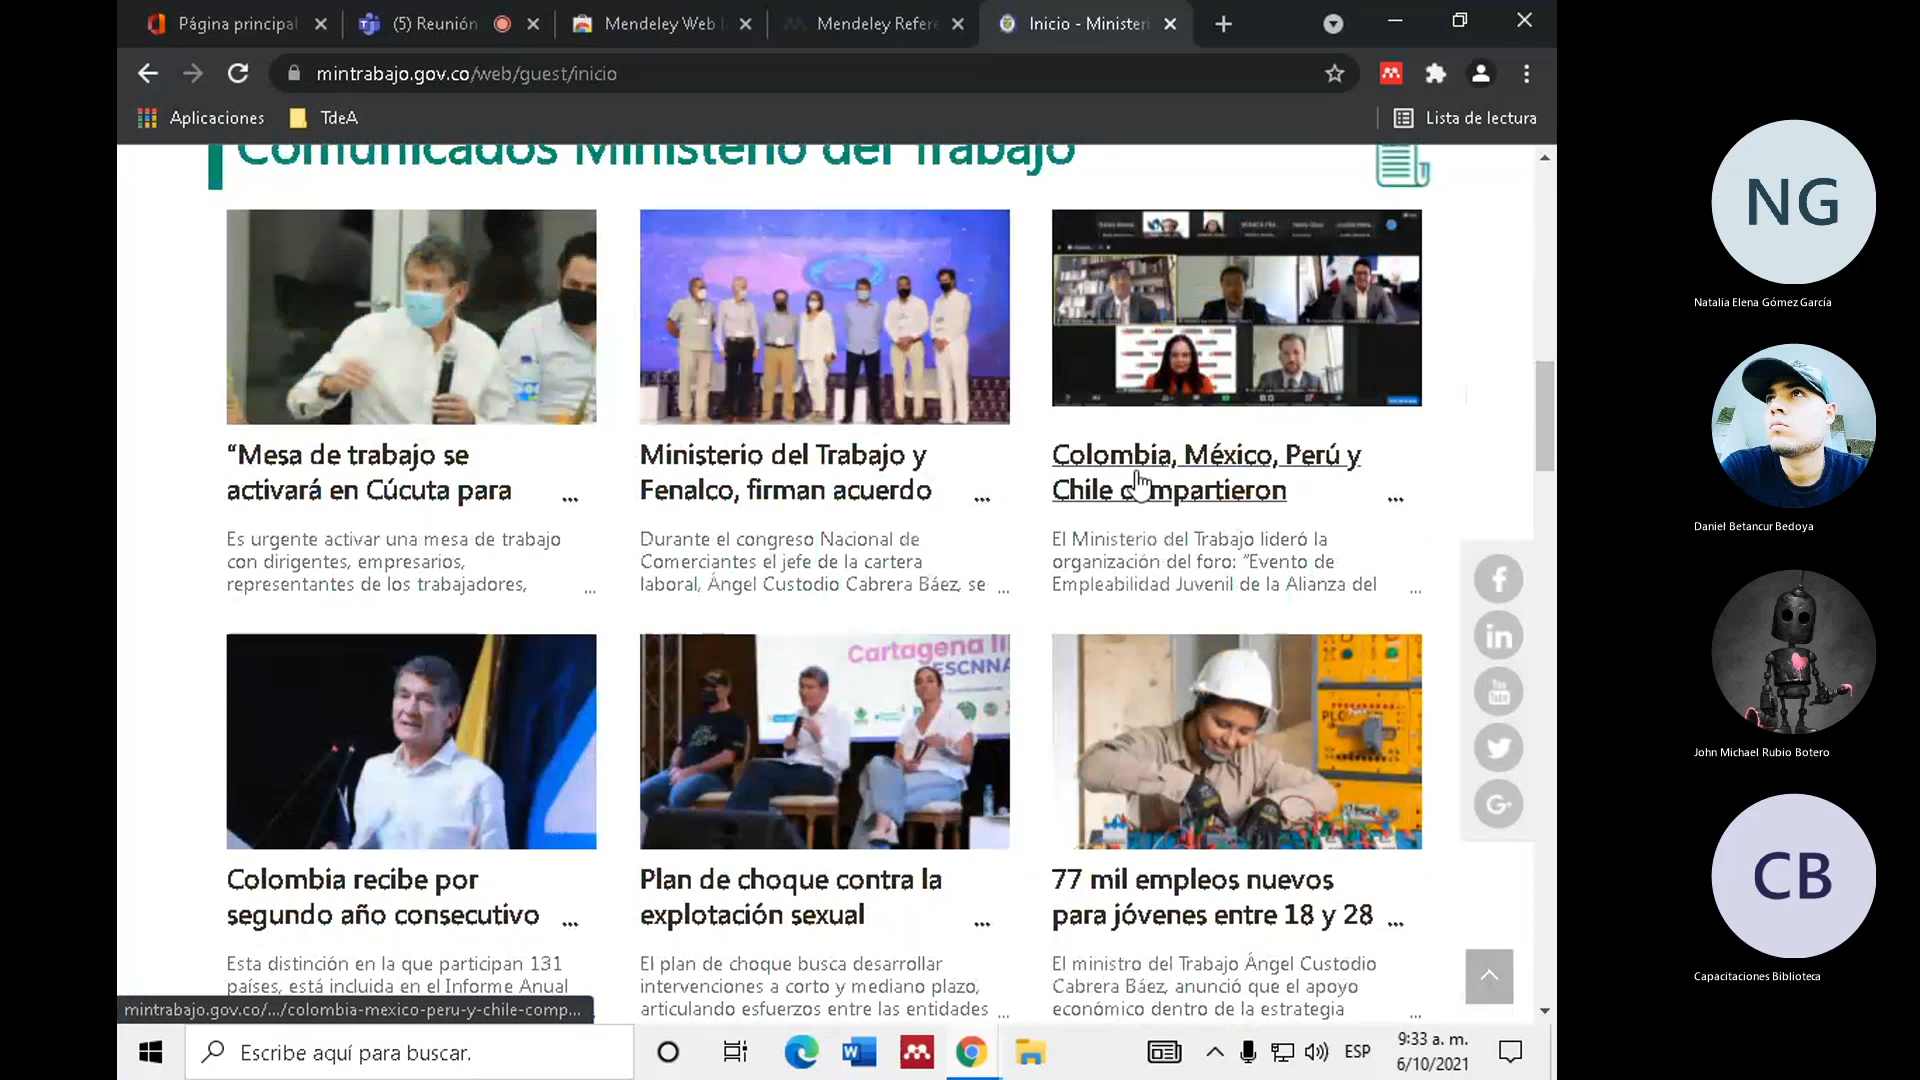 Página principal
(5) Reunión
Mendeley Web
Mendeley Refere
Inicio - Ministeri
mintrabajo.gov.co/web/guest/inicio
Aplicaciones
TdeA
Lista de lectura
Comunicados Ministerio del Trabajo
“Mesa de trabajo se
activará en Cúcuta para ...
Es urgente activar una mesa de trabajo
con dirigentes, empresarios,
representantes de los trabajadores, ...
Ministerio del Trabajo y
Fenalco, firman acuerdo ...
Durante el congreso Nacional de
Comerciantes el jefe de la cartera
laboral, Ángel Custodio Cabrera Báez, se ...
Colombia, México, Perú y
Chile compartieron ...
El Ministerio del Trabajo lideró la
organización del foro: “Evento de
Empleabilidad Juvenil de la Alianza del ...
Cartagena
ESCNNA
PLC
Colombia recibe por
segundo año consecutivo ...
Esta distinción en la que participan 131
países, está incluida en el Informe Anual
Plan de choque contra la
explotación sexual ...
El plan de choque busca desarrollar
intervenciones a corto y mediano plazo,
articulando esfuerzos entre las entidades ...
77 mil empleos nuevos
para jóvenes entre 18 y 28 ...
El ministro del Trabajo Ángel Custodio
Cabrera Báez, anunció que el apoyo
económico dentro de la estrategia ...
mintrabajo.gov.co/.../colombia-mexico-peru-y-chile-comp...
Escribe aquí para buscar.
ESP
9:33 a. m.
6/10/2021
NG
Natalia Elena Gómez García
Daniel Betancur Bedoya
John Michael Rubio Botero
CB
Capacitaciones Biblioteca